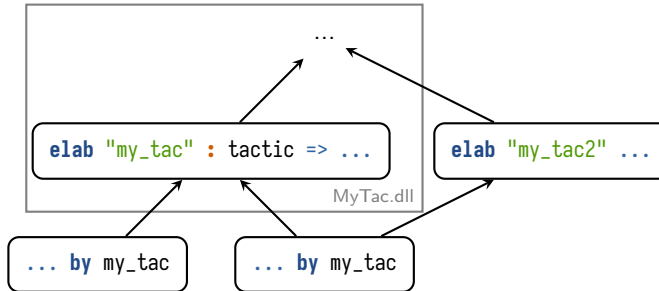 ...
elab "my_tac" : tactic => ...
elab "my_tac2" ...
MyTac.dll
... by my_tac
... by my_tac